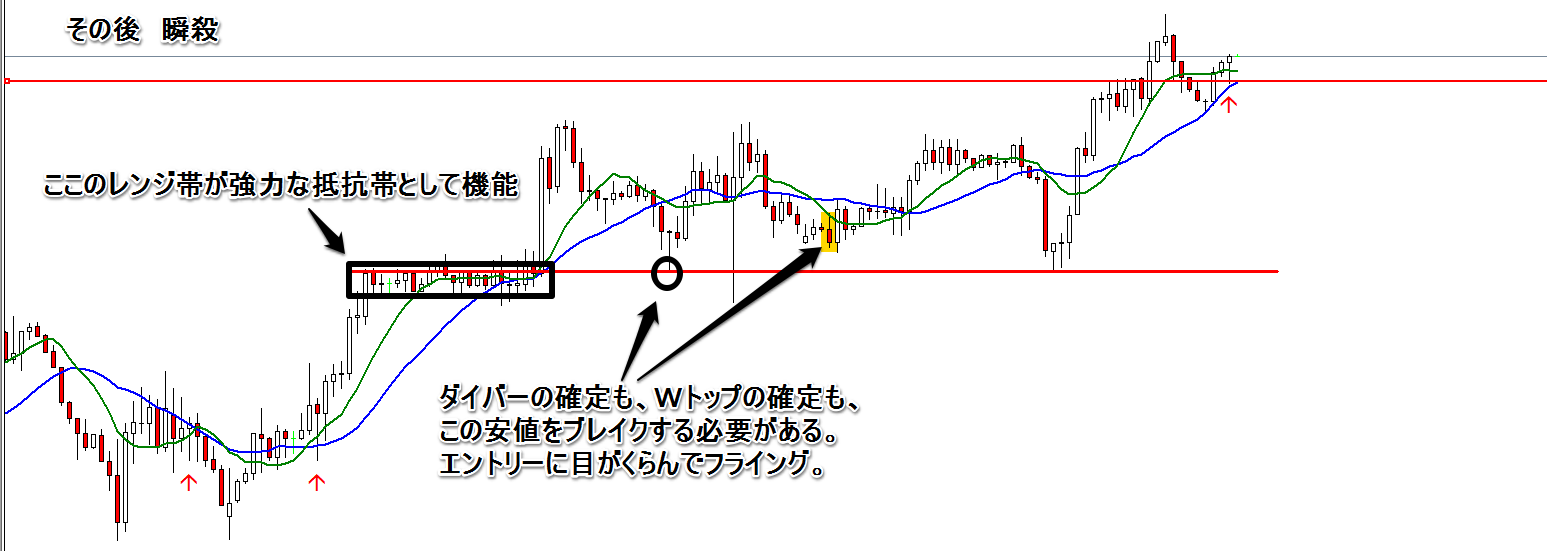 その後　瞬殺
ここのレンジ帯が強力な抵抗帯として機能
ダイバーの確定も、Ｗトップの確定も、
この安値をブレイクする必要がある。
エントリーに目がくらんでフライング。